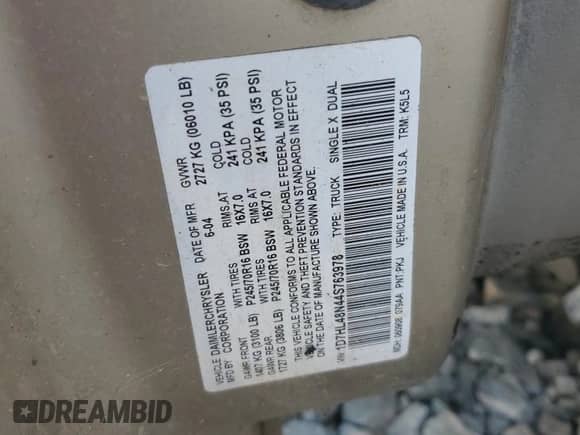 VEHICLE DAIMLERCHRYSLER DATE OF MFR GVWR
MFD BY CORPORATION 6-04 2727 KG (06010 LB)
WITH TIRES RIMS.AT COLD
GAWR FRONT P245/70R16 BSW 16X7.0 241 KPA (35 PSI)
1407 KG (3100 LB) WITH TIRES RIMS.AT COLD
GAWR REAR P245/70R16 BSW 16X7.0 241 KPA (35 PSI)
1727 KG (3806 LB)
THIS VEHICLE CONFORMS TO ALL APPLICABLE FEDERAL MOTOR
VEHICLE SAFETY AND THEFT PREVENTION STANDARDS IN EFFECT
ON THE DATE OF MANUFACTURE SHOWN ABOVE.
VIN: 1D7HL48N44S763978 TYPE: TRUCK SINGLE X DUAL
MDH: 060908 079AA PNT: PKJ VEHICLE MADE IN U.S.A. TRM: K5L5
DREAMBID